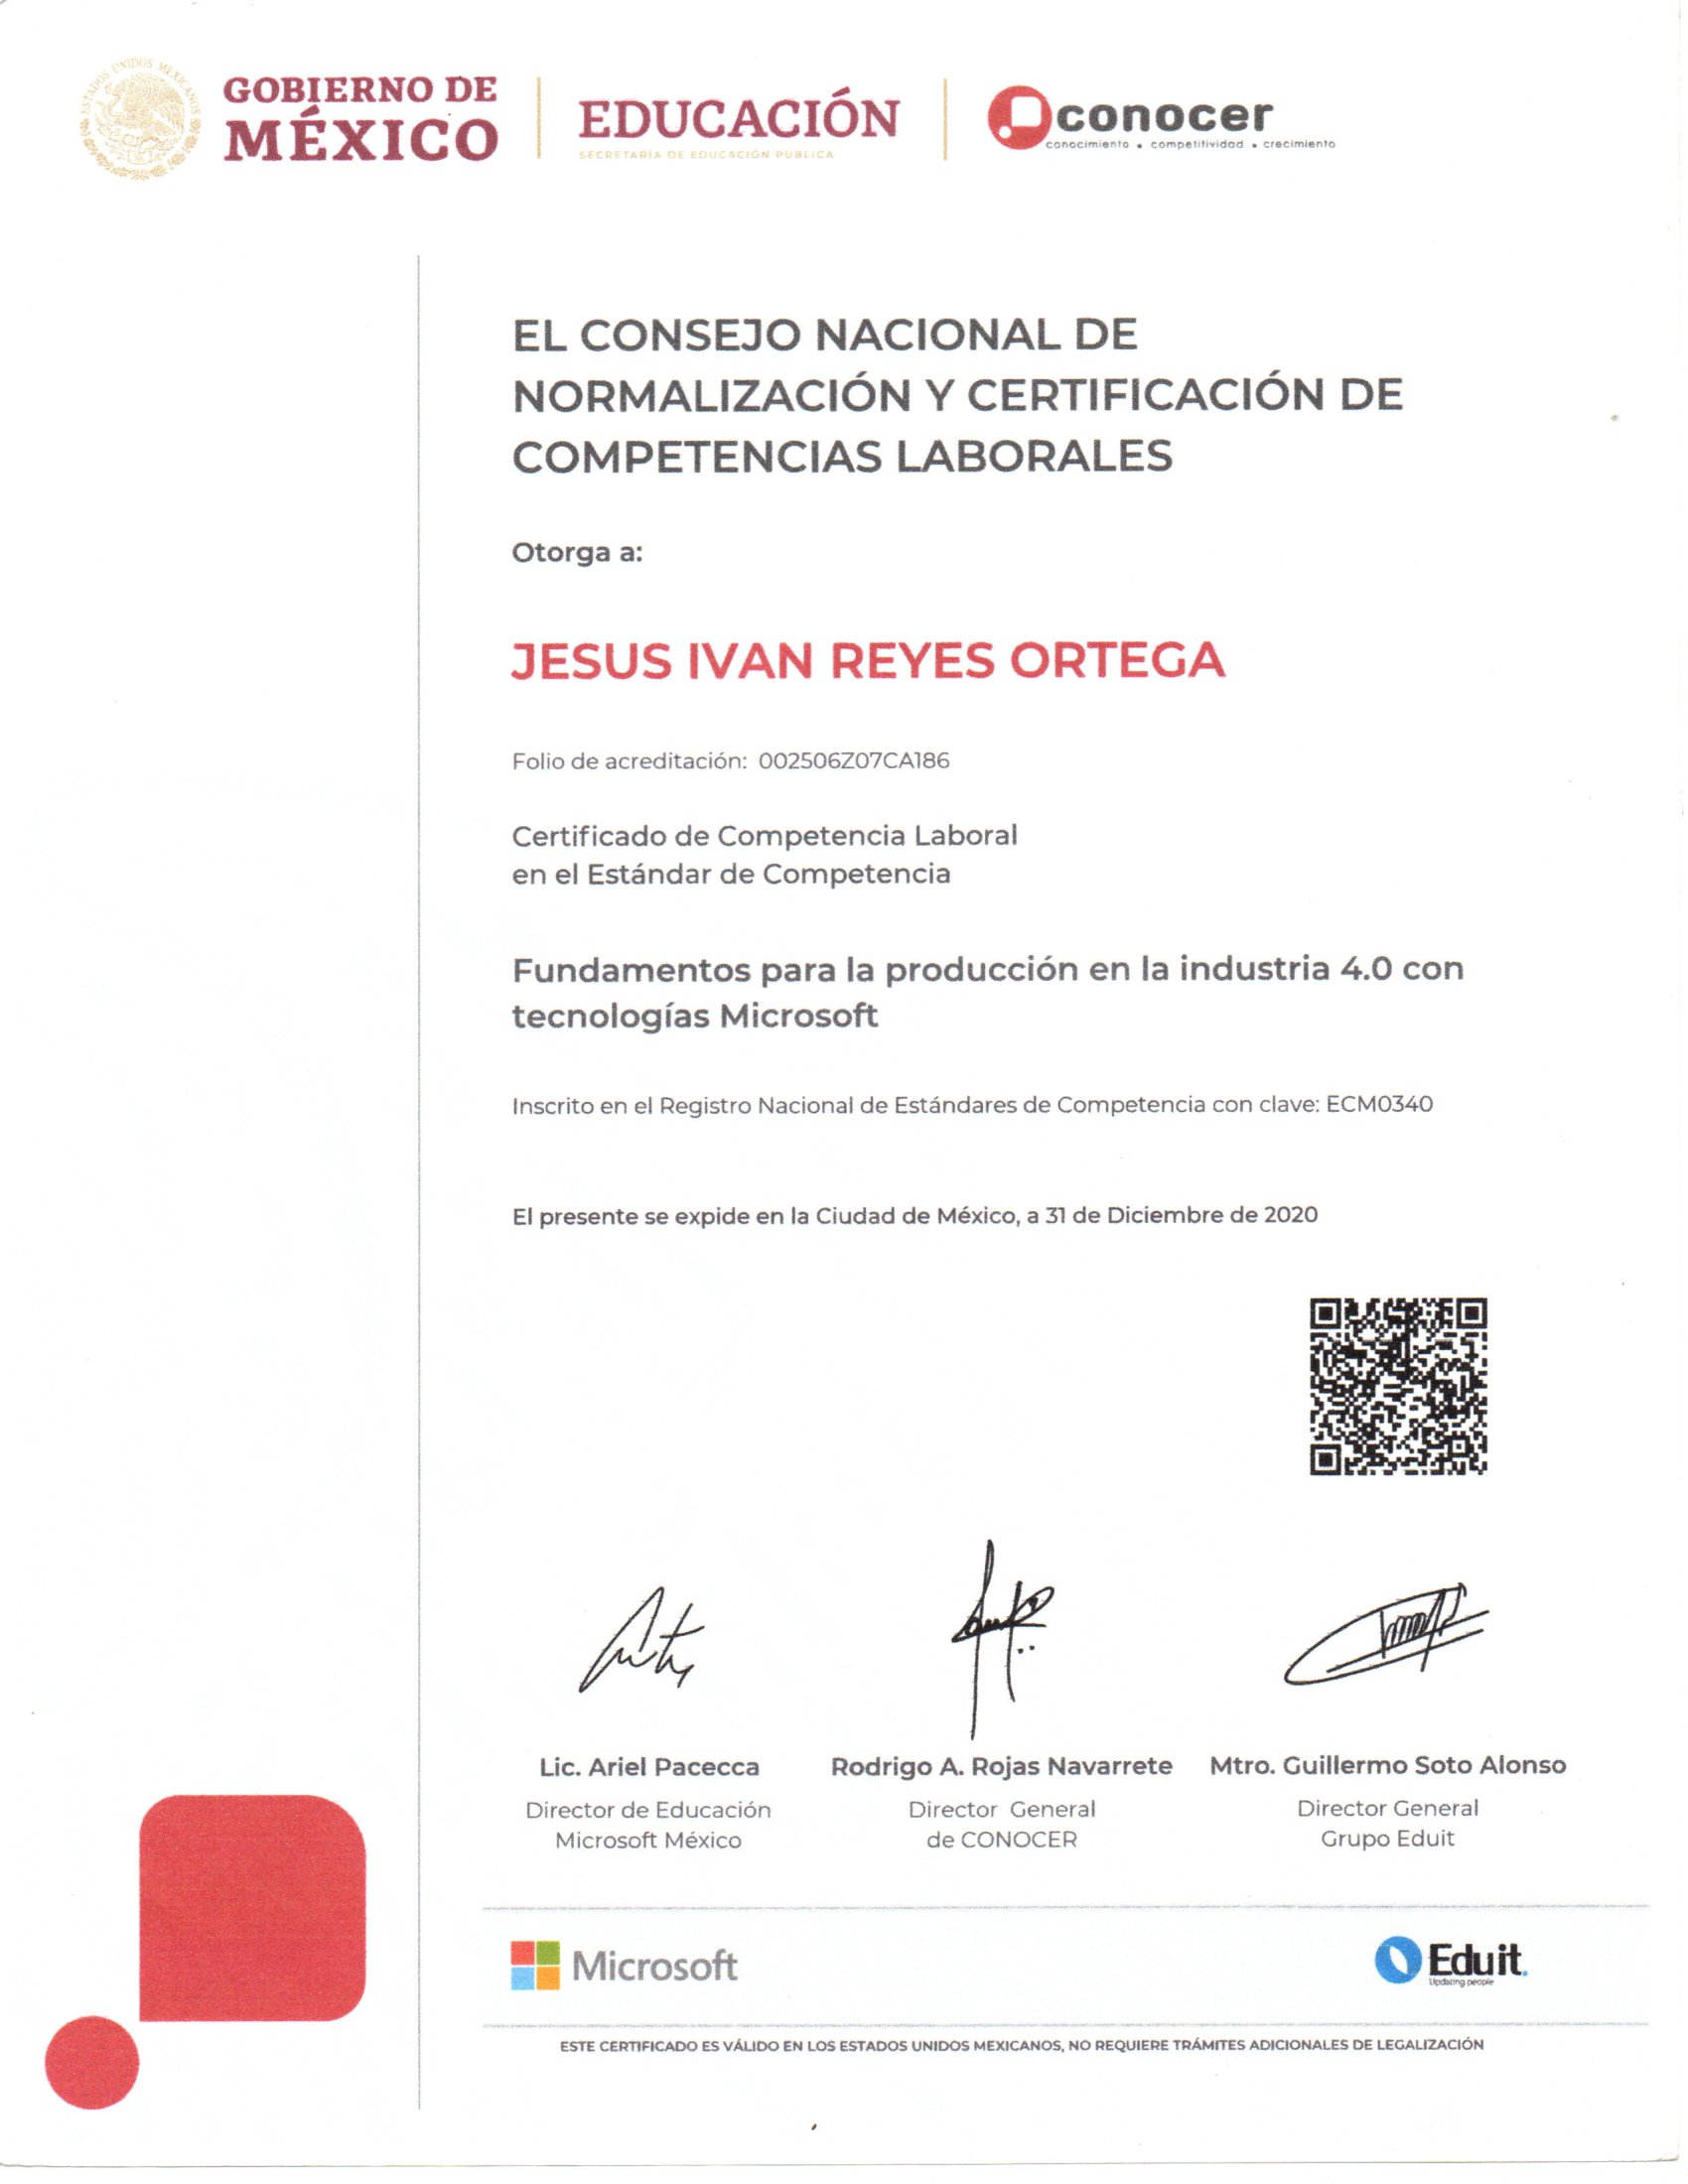 ESTADOS UNIDOS MEXICANOS
GOBIERNO DE
MÉXICO
EDUCACIÓN
SECRETARÍA DE EDUCACIÓN PÚBLICA
conocer
conocimiento • competitividad • crecimiento
EL CONSEJO NACIONAL DE
NORMALIZACIÓN Y CERTIFICACIÓN DE
COMPETENCIAS LABORALES
Otorga a:
JESUS IVAN REYES ORTEGA
Folio de acreditación: 002506Z07CA186
Certificado de Competencia Laboral
en el Estándar de Competencia
Fundamentos para la producción en la industria 4.0 con
tecnologías Microsoft
Inscrito en el Registro Nacional de Estándares de Competencia con clave: ECM0340
El presente se expide en la Ciudad de México, a 31 de Diciembre de 2020
Lic. Ariel Pacecca Rodrigo A. Rojas Navarrete Mtro. Guillermo Soto Alonso
Director de Educación Director General Director General
Microsoft México de CONOCER Grupo Eduit
Microsoft Eduit.
Updating people
ESTE CERTIFICADO ES VÁLIDO EN LOS ESTADOS UNIDOS MEXICANOS, NO REQUIERE TRÁMITES ADICIONALES DE LEGALIZACIÓN